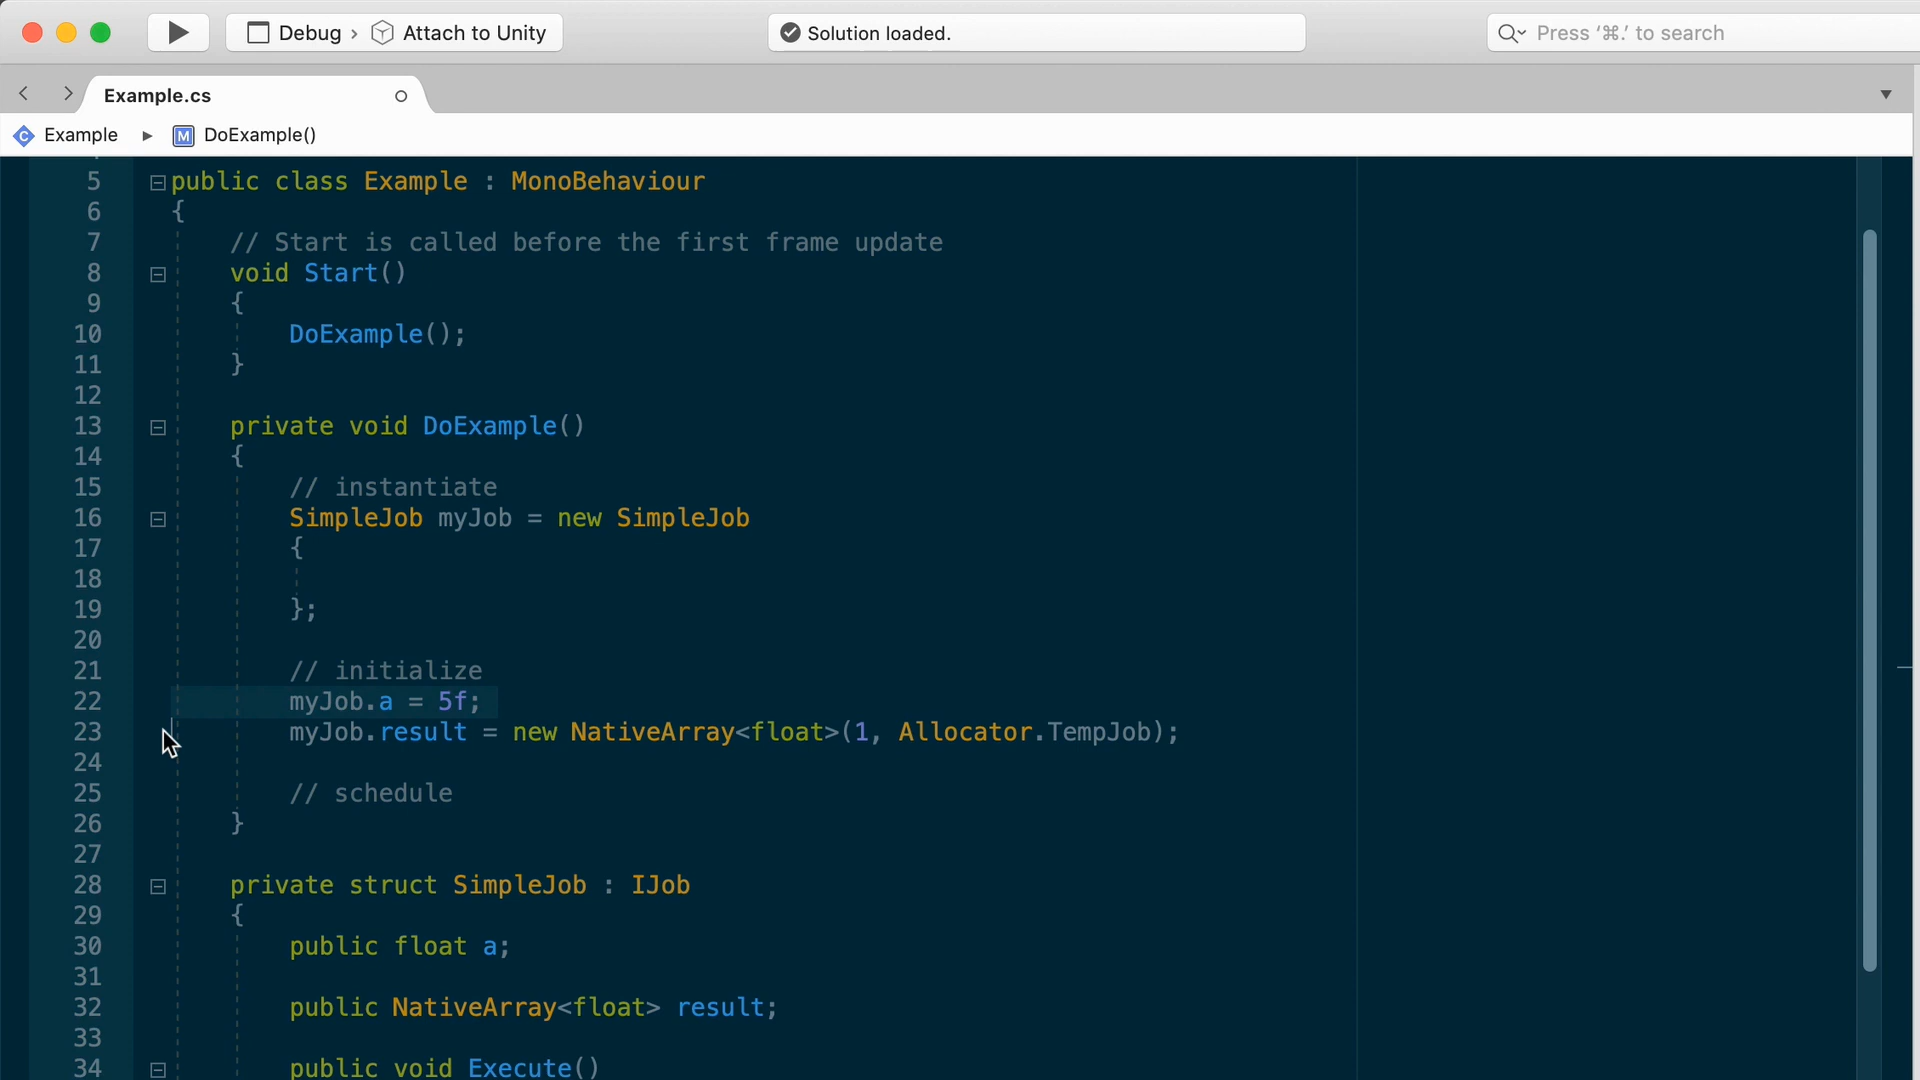 Debug › Attach to Unity
Solution loaded.
Press ‘⌘.’ to search
Example.cs
Example ▸ M DoExample()
5 public class Example : MonoBehaviour
6 {
7 // Start is called before the first frame update
8 void Start()
9 {
10 DoExample();
11 }
12
13 private void DoExample()
14 {
15 // instantiate
16 SimpleJob myJob = new SimpleJob
17 {
18
19 };
20
21 // initialize
22 myJob.a = 5f;
23 myJob.result = new NativeArray<float>(1, Allocator.TempJob);
24
25 // schedule
26 }
27
28 private struct SimpleJob : IJob
29 {
30 public float a;
31
32 public NativeArray<float> result;
33
34 public void Execute()